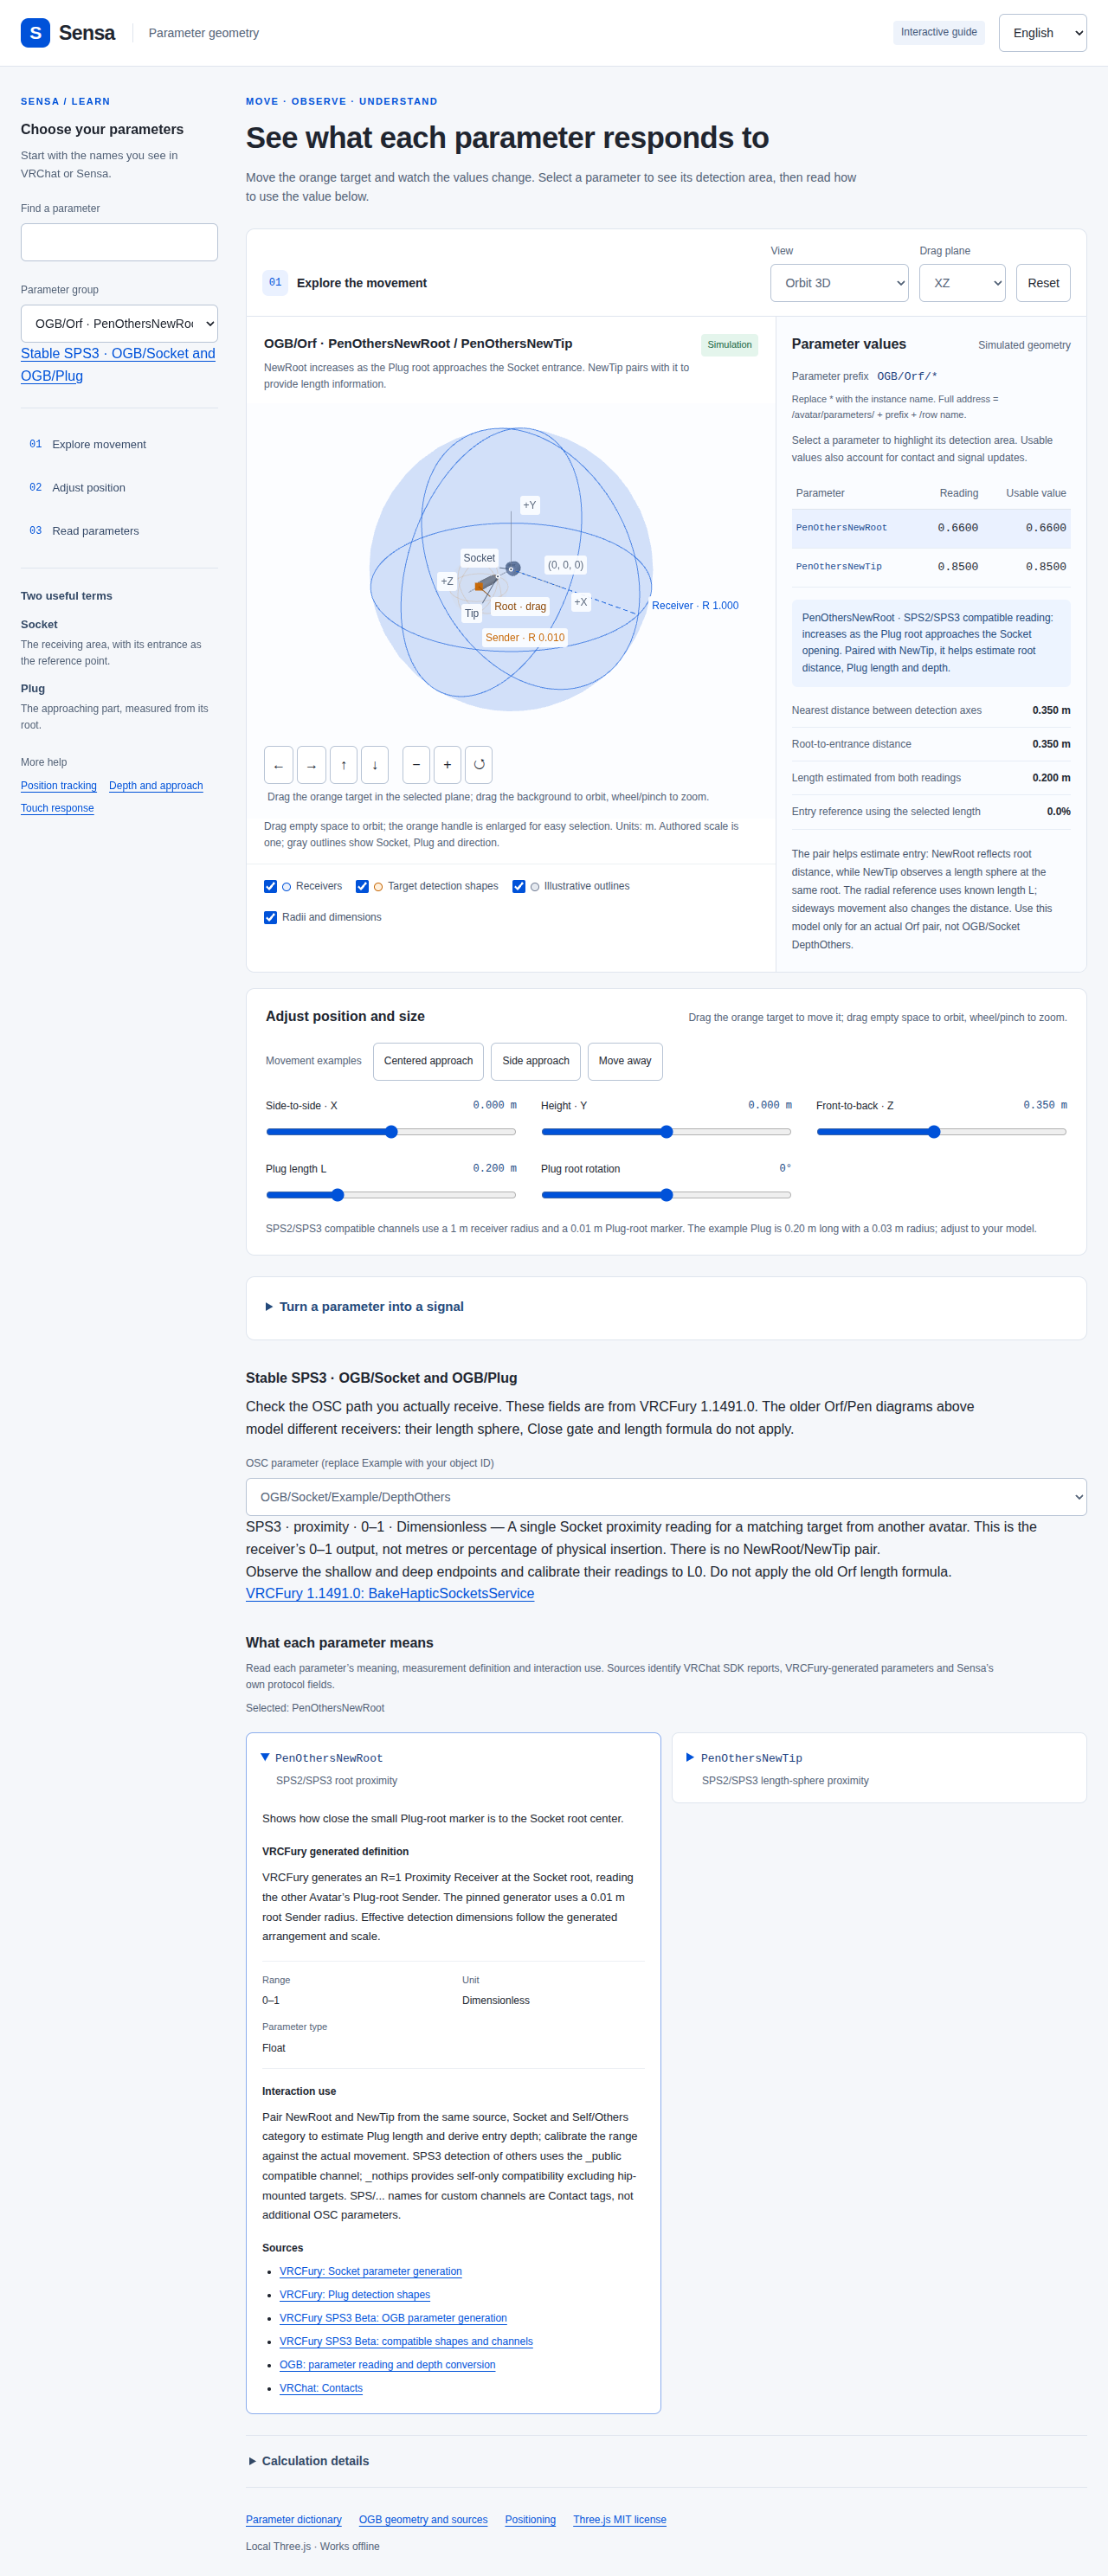 S Sensa Parameter geometry Interactive guide English
SENSA / LEARN
Choose your parameters
Start with the names you see in
VRChat or Sensa.
Find a parameter
Parameter group
OGB/Orf · PenOthersNewRoo
Stable SPS3 · OGB/Socket and
OGB/Plug
01 Explore movement
02 Adjust position
03 Read parameters
Two useful terms
Socket
The receiving area, with its entrance as
the reference point.
Plug
The approaching part, measured from its
root.
More help
Position tracking Depth and approach
Touch response
MOVE · OBSERVE · UNDERSTAND
See what each parameter responds to
Move the orange target and watch the values change. Select a parameter to see its detection area, then read how
to use the value below.
01 Explore the movement
View
Orbit 3D
Drag plane
XZ
Reset
OGB/Orf · PenOthersNewRoot / PenOthersNewTip
Simulation
NewRoot increases as the Plug root approaches the Socket entrance. NewTip pairs with it to
provide length information.
+Y
Socket
(0, 0, 0)
+Z
+X
Root · drag
Tip
Receiver · R 1.000
Sender · R 0.010
← → ↑ ↓ − + ↺
Drag the orange target in the selected plane; drag the background to orbit, wheel/pinch to zoom.
Drag empty space to orbit; the orange handle is enlarged for easy selection. Units: m. Authored scale is
one; gray outlines show Socket, Plug and direction.
Receivers Target detection shapes Illustrative outlines
Radii and dimensions
Parameter values Simulated geometry
Parameter prefix OGB/Orf/*
Replace * with the instance name. Full address =
/avatar/parameters/ + prefix + /row name.
Select a parameter to highlight its detection area. Usable
values also account for contact and signal updates.
Parameter Reading Usable value
PenOthersNewRoot 0.6600 0.6600
PenOthersNewTip 0.8500 0.8500
PenOthersNewRoot · SPS2/SPS3 compatible reading:
increases as the Plug root approaches the Socket
opening. Paired with NewTip, it helps estimate root
distance, Plug length and depth.
Nearest distance between detection axes 0.350 m
Root-to-entrance distance 0.350 m
Length estimated from both readings 0.200 m
Entry reference using the selected length 0.0%
The pair helps estimate entry: NewRoot reflects root
distance, while NewTip observes a length sphere at the
same root. The radial reference uses known length L;
sideways movement also changes the distance. Use this
model only for an actual Orf pair, not OGB/Socket
DepthOthers.
Adjust position and size
Drag the orange target to move it; drag empty space to orbit, wheel/pinch to zoom.
Movement examples Centered approach Side approach Move away
Side-to-side · X 0.000 m Height · Y 0.000 m Front-to-back · Z 0.350 m
Plug length L 0.200 m Plug root rotation 0°
SPS2/SPS3 compatible channels use a 1 m receiver radius and a 0.01 m Plug-root marker. The example Plug is 0.20 m long with a 0.03 m radius; adjust to your model.
Turn a parameter into a signal
Stable SPS3 · OGB/Socket and OGB/Plug
Check the OSC path you actually receive. These fields are from VRCFury 1.1491.0. The older Orf/Pen diagrams above
model different receivers: their length sphere, Close gate and length formula do not apply.
OSC parameter (replace Example with your object ID)
OGB/Socket/Example/DepthOthers
SPS3 · proximity · 0–1 · Dimensionless — A single Socket proximity reading for a matching target from another avatar. This is the
receiver’s 0–1 output, not metres or percentage of physical insertion. There is no NewRoot/NewTip pair.
Observe the shallow and deep endpoints and calibrate their readings to L0. Do not apply the old Orf length formula.
VRCFury 1.1491.0: BakeHapticSocketsService
What each parameter means
Read each parameter’s meaning, measurement definition and interaction use. Sources identify VRChat SDK reports, VRCFury-generated parameters and Sensa’s
own protocol fields.
Selected: PenOthersNewRoot
PenOthersNewRoot
SPS2/SPS3 root proximity
Shows how close the small Plug-root marker is to the Socket root center.
VRCFury generated definition
VRCFury generates an R=1 Proximity Receiver at the Socket root, reading
the other Avatar’s Plug-root Sender. The pinned generator uses a 0.01 m
root Sender radius. Effective detection dimensions follow the generated
arrangement and scale.
Range Unit
0–1 Dimensionless
Parameter type
Float
Interaction use
Pair NewRoot and NewTip from the same source, Socket and Self/Others
category to estimate Plug length and derive entry depth; calibrate the range
against the actual movement. SPS3 detection of others uses the _public
compatible channel; _nothips provides self-only compatibility excluding hip-
mounted targets. SPS/... names for custom channels are Contact tags, not
additional OSC parameters.
Sources
VRCFury: Socket parameter generation
VRCFury: Plug detection shapes
VRCFury SPS3 Beta: OGB parameter generation
VRCFury SPS3 Beta: compatible shapes and channels
OGB: parameter reading and depth conversion
VRChat: Contacts
PenOthersNewTip
SPS2/SPS3 length-sphere proximity
Calculation details
Parameter dictionary OGB geometry and sources Positioning Three.js MIT license
Local Three.js · Works offline